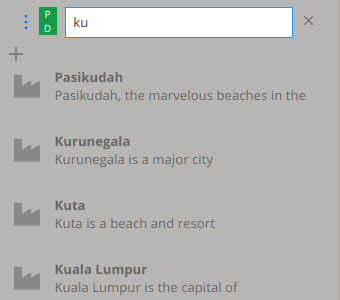 P
D
ku
Pasikudah
Pasikudah, the marvelous beaches in the
Kurunegala
Kurunegala is a major city
Kuta
Kuta is a beach and resort
Kuala Lumpur
Kuala Lumpur is the capital of